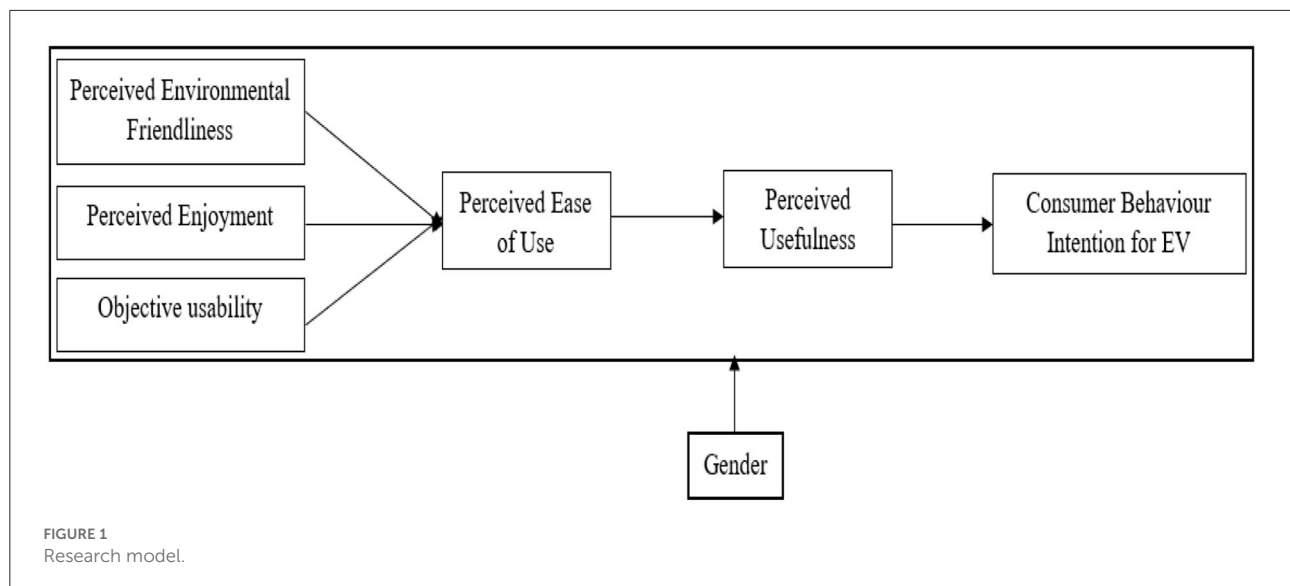 Perceived Environmental
Friendliness
Perceived Enjoyment
Objective usability
Perceived Ease
of Use
Perceived
Usefulness
Consumer Behaviour
Intention for EV
Gender
FIGURE 1
Research model.